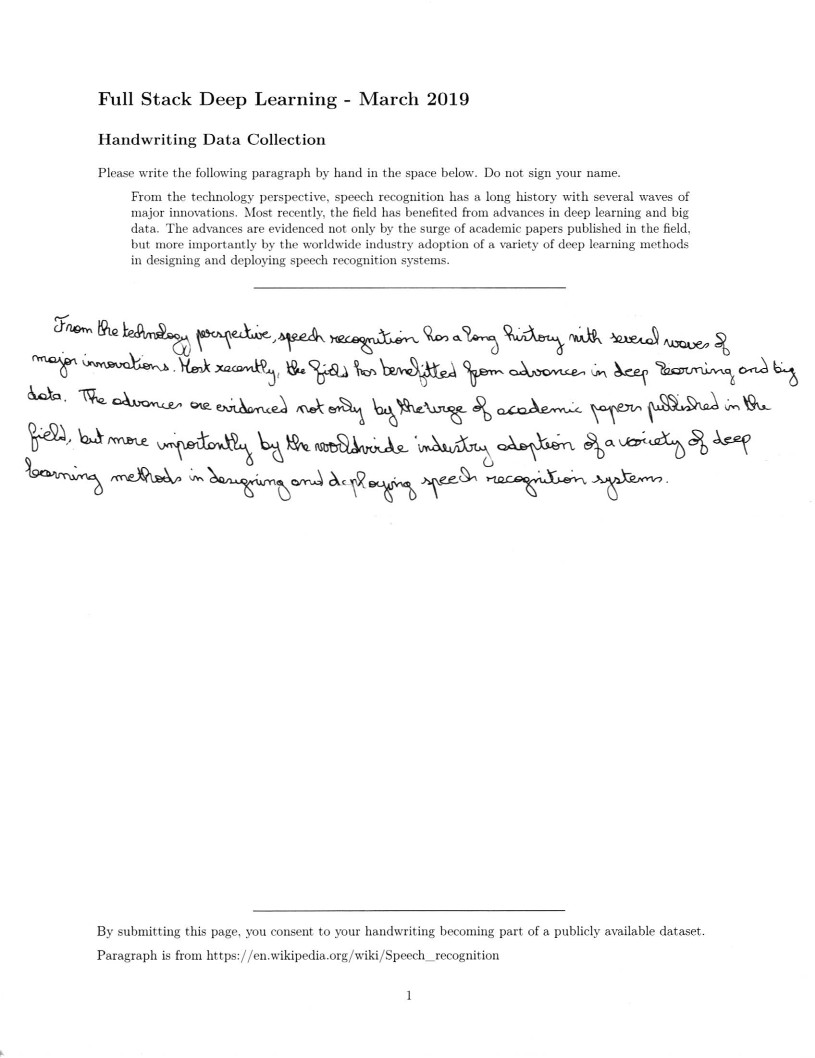 Full Stack Deep Learning - March 2019
Handwriting Data Collection
Please write the following paragraph by hand in the space below. Do not sign your name.
From the technology perspective, speech recognition has a long history with several waves of
major innovations. Most recently, the field has benefited from advances in deep learning and big
data. The advances are evidenced not only by the surge of academic papers published in the field,
but more importantly by the worldwide industry adoption of a variety of deep learning methods
in designing and deploying speech recognition systems.
From the technology perspective, speech recognition has a long history with several waves of
major innovations. Most recently, the field has benefitted from advances in deep learning and big
data. The advances are evidenced not only by the surge of academic papers published in the
field, but more importantly by the worldwide industry adoption of a variety of deep
learning methods in designing and deploying speech recognition systems.
By submitting this page, you consent to your handwriting becoming part of a publicly available dataset.
Paragraph is from https://en.wikipedia.org/wiki/Speech_recognition
1